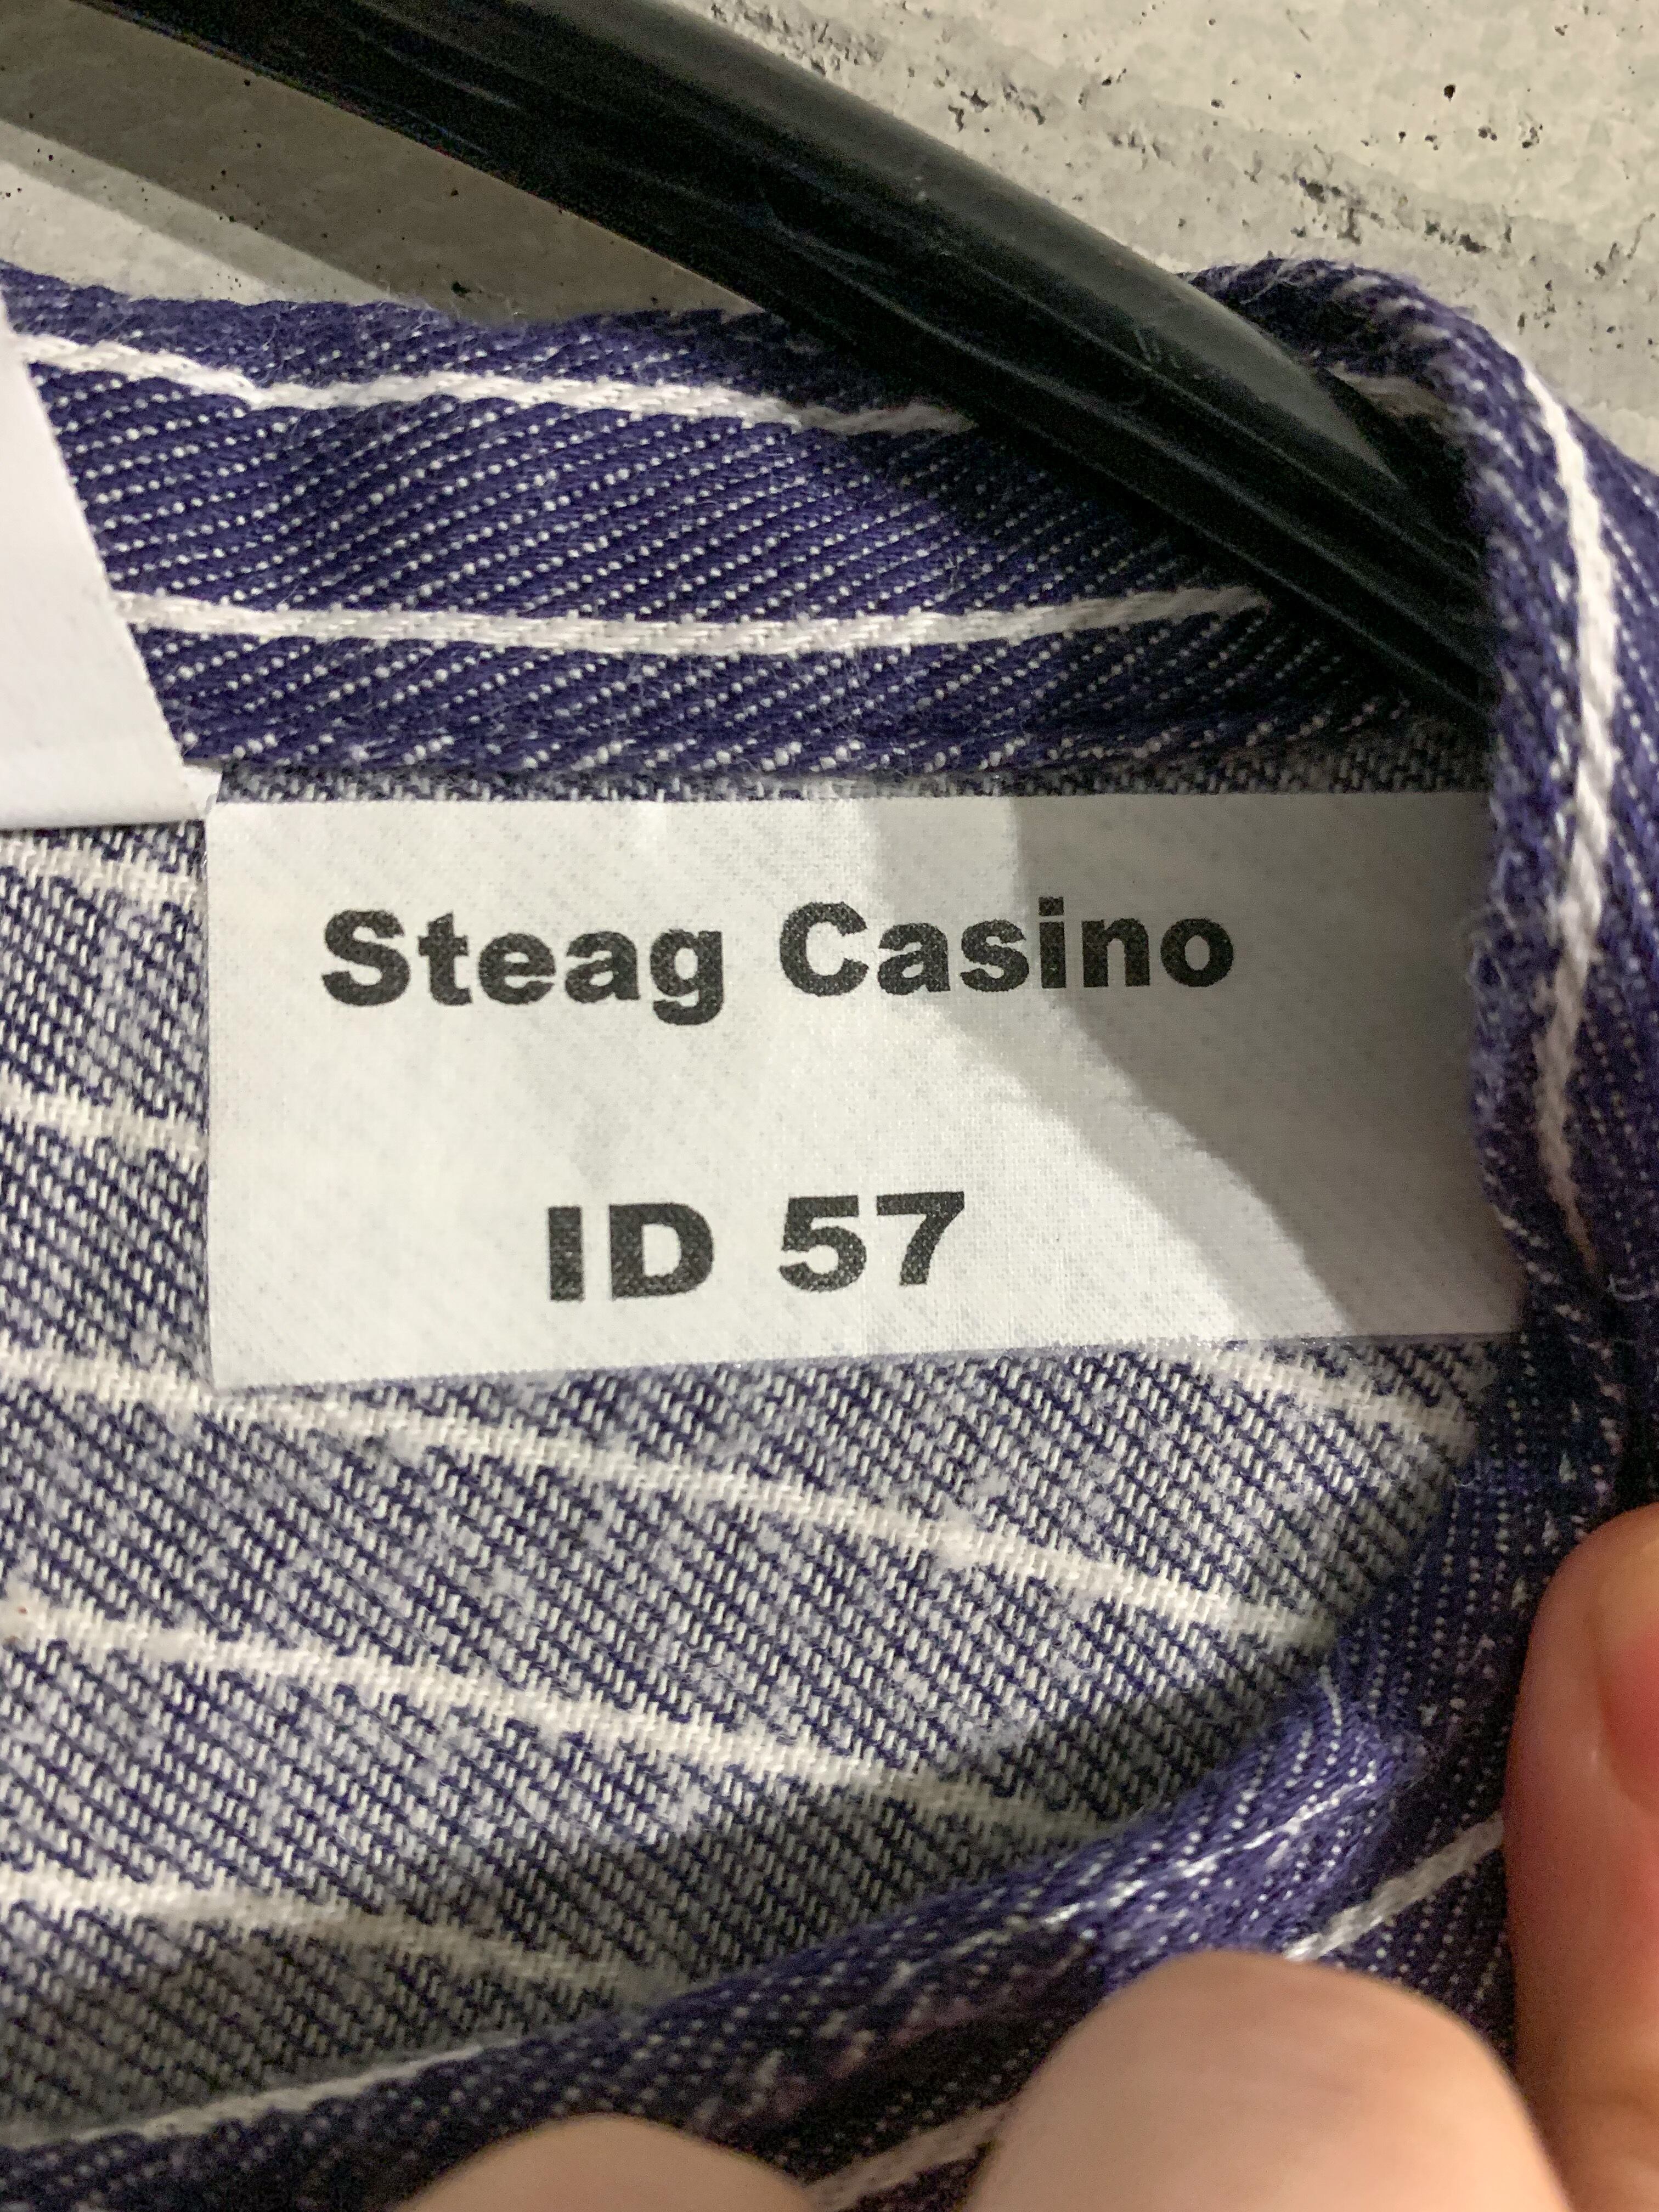 Steag Casino
ID 57